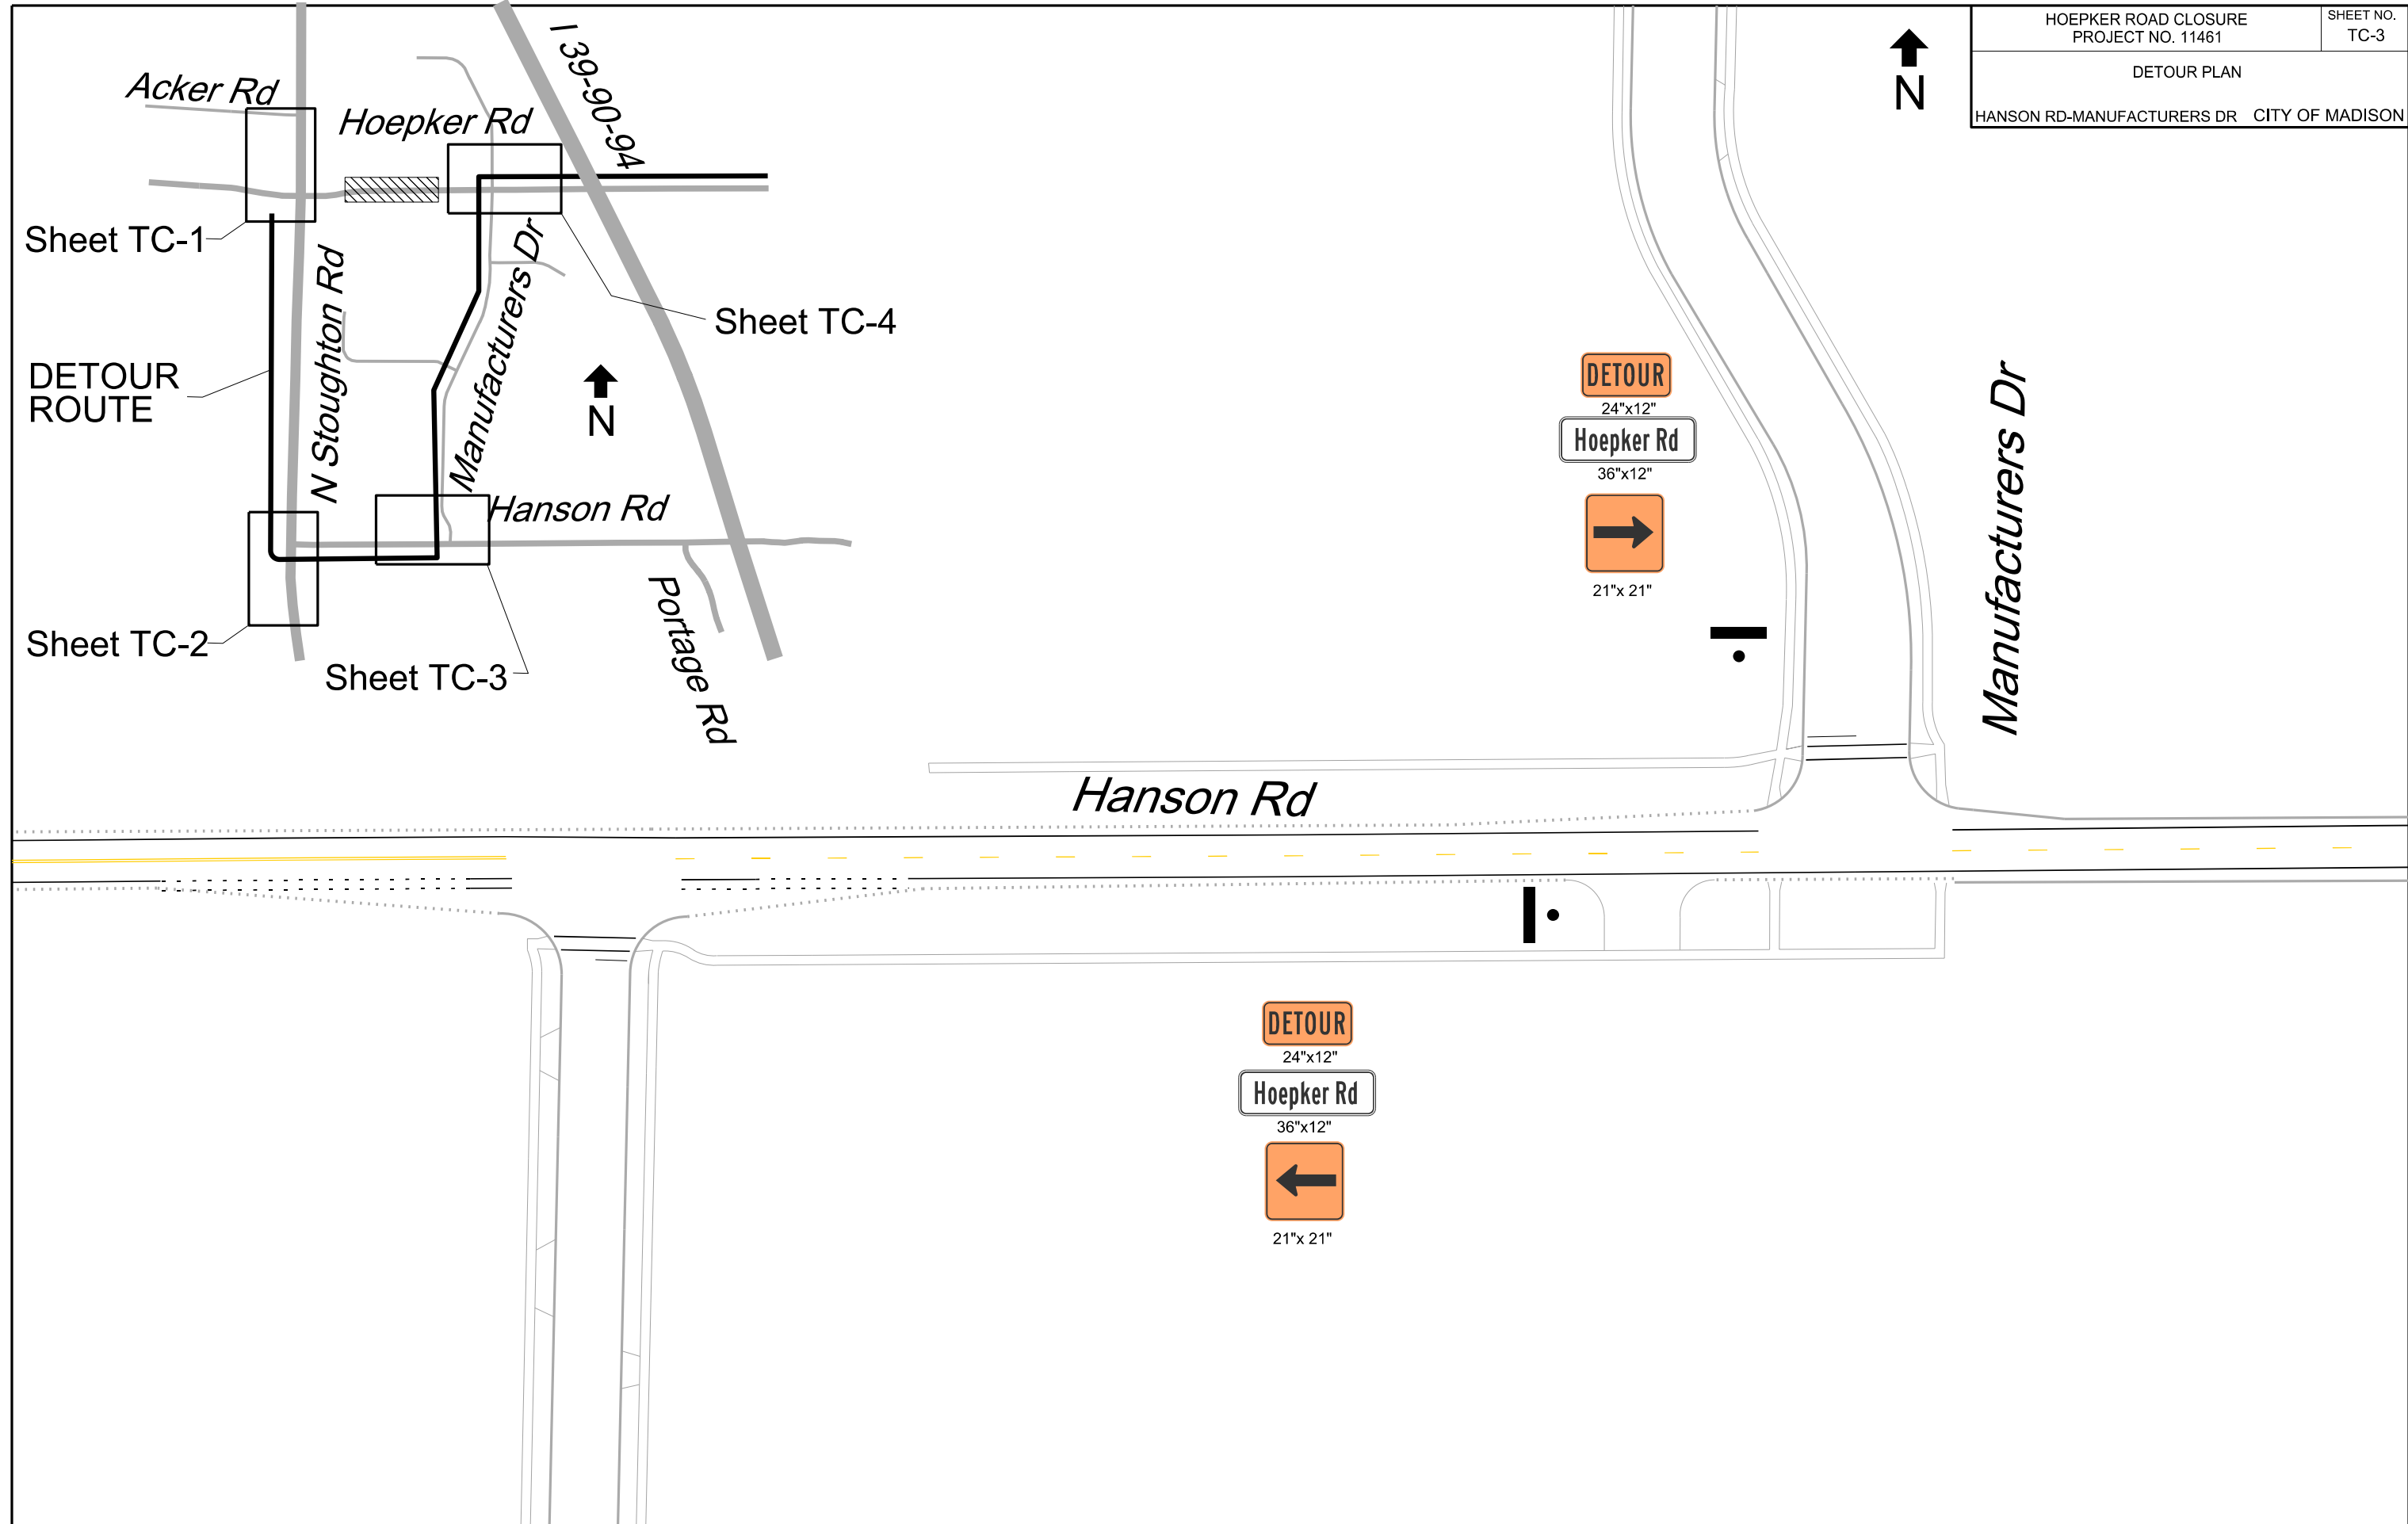 HOEPKER ROAD CLOSURE
PROJECT NO. 11461
SHEET NO.
TC-3
DETOUR PLAN
HANSON RD-MANUFACTURERS DR CITY OF MADISON
N
I 39-90-94
Acker Rd
Hoepker Rd
Sheet TC-1
N Stoughton Rd
Manufacturers Dr
Sheet TC-4
DETOUR
ROUTE
N
Hanson Rd
Sheet TC-2
Sheet TC-3
Portage Rd
DETOUR
24"x12"
Hoepker Rd
36"x12"
21"x 21"
Manufacturers Dr
Hanson Rd
DETOUR
24"x12"
Hoepker Rd
36"x12"
21"x 21"